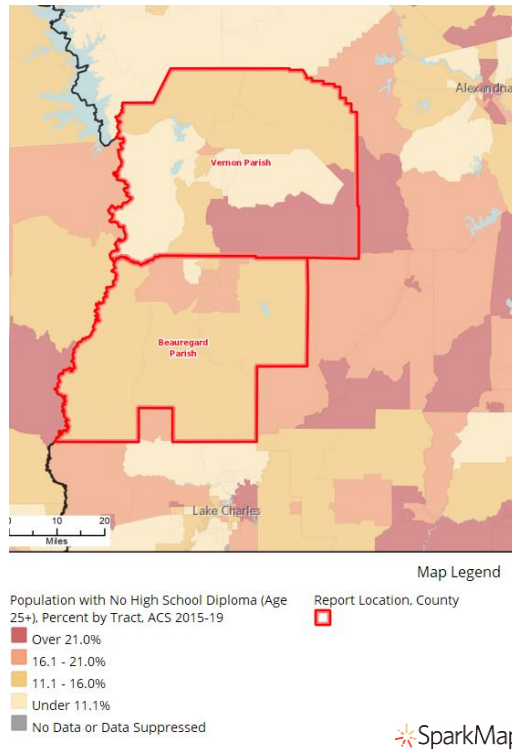 Alexandria
Vernon Parish
Beauregard
Parish
Lake Charles
0 10 20
Miles
Map Legend
Population with No High School Diploma (Age
25+), Percent by Tract, ACS 2015-19
Over 21.0%
16.1 - 21.0%
11.1 - 16.0%
Under 11.1%
No Data or Data Suppressed
Report Location, County
SparkMap